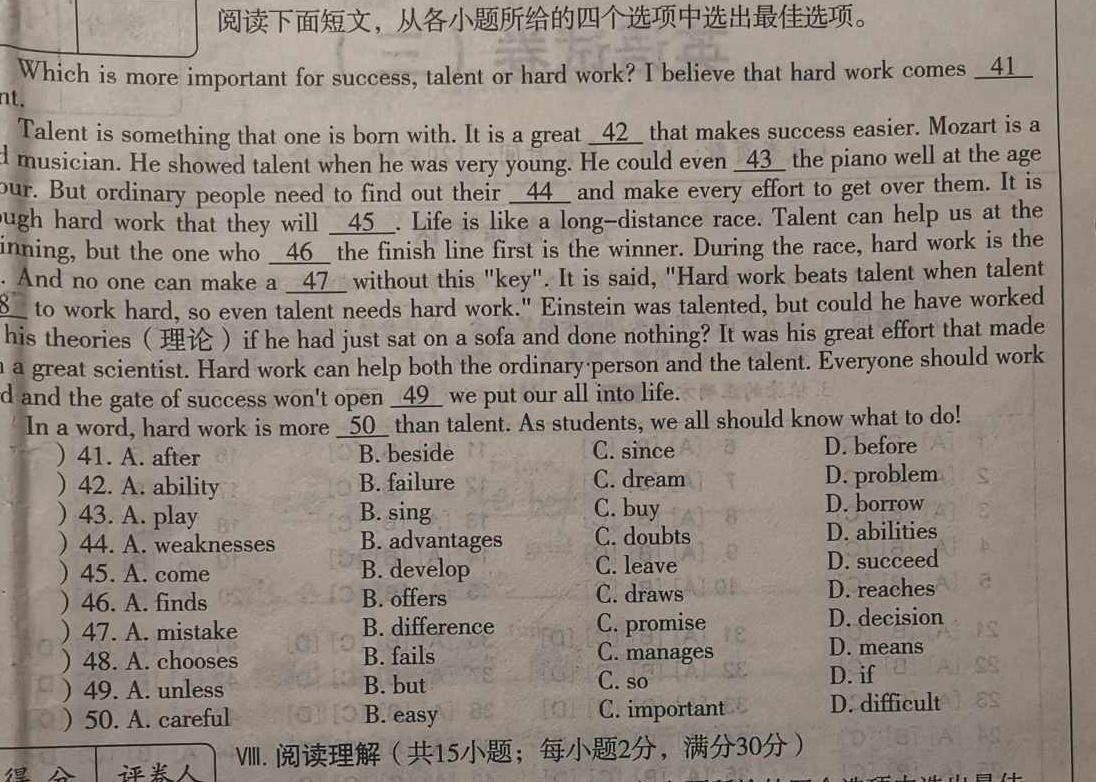 阅读下面短文，从各小题所给的四个选项中选出最佳选项。
Which is more important for success, talent or hard work? I believe that hard work comes 41
nt.
Talent is something that one is born with. It is a great 42 that makes success easier. Mozart is a
d musician. He showed talent when he was very young. He could even 43 the piano well at the age
our. But ordinary people need to find out their 44 and make every effort to get over them. It is
ough hard work that they will 45. Life is like a long-distance race. Talent can help us at the
inning, but the one who 46 the finish line first is the winner. During the race, hard work is the
. And no one can make a 47 without this "key". It is said, "Hard work beats talent when talent
8 to work hard, so even talent needs hard work." Einstein was talented, but could he have worked
his theories（理论）if he had just sat on a sofa and done nothing? It was his great effort that made
a great scientist. Hard work can help both the ordinary person and the talent. Everyone should work
d and the gate of success won't open 49 we put our all into life.
In a word, hard work is more 50 than talent. As students, we all should know what to do!
) 41. A. after B. beside C. since D. before
) 42. A. ability B. failure C. dream D. problem
) 43. A. play B. sing C. buy D. borrow
) 44. A. weaknesses B. advantages C. doubts D. abilities
) 45. A. come B. develop C. leave D. succeed
) 46. A. finds B. offers C. draws D. reaches
) 47. A. mistake B. difference C. promise D. decision
) 48. A. chooses B. fails C. manages D. means
) 49. A. unless B. but C. so D. if
) 50. A. careful B. easy C. important D. difficult
Ⅷ. 阅读理解（共15小题；每小题2分，满分30分）
得分 评卷人